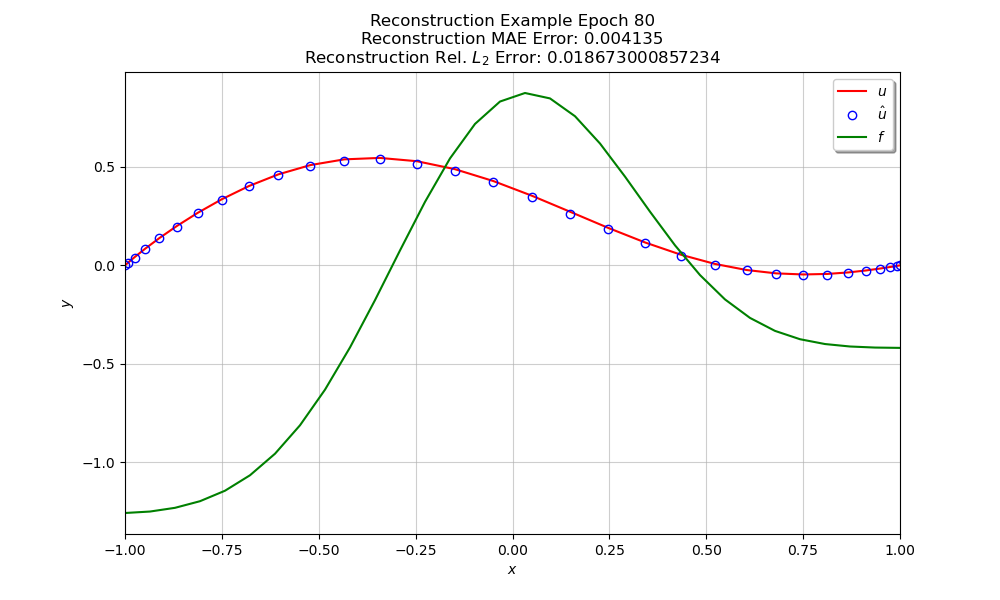 Reconstruction Example Epoch 80
Reconstruction MAE Error: 0.004135
Reconstruction Rel. $L_2$ Error: 0.018673000857234
u
û
f
0.5
0.0
−0.5
−1.0
y
−1.00 −0.75 −0.50 −0.25 0.00 0.25 0.50 0.75 1.00
x